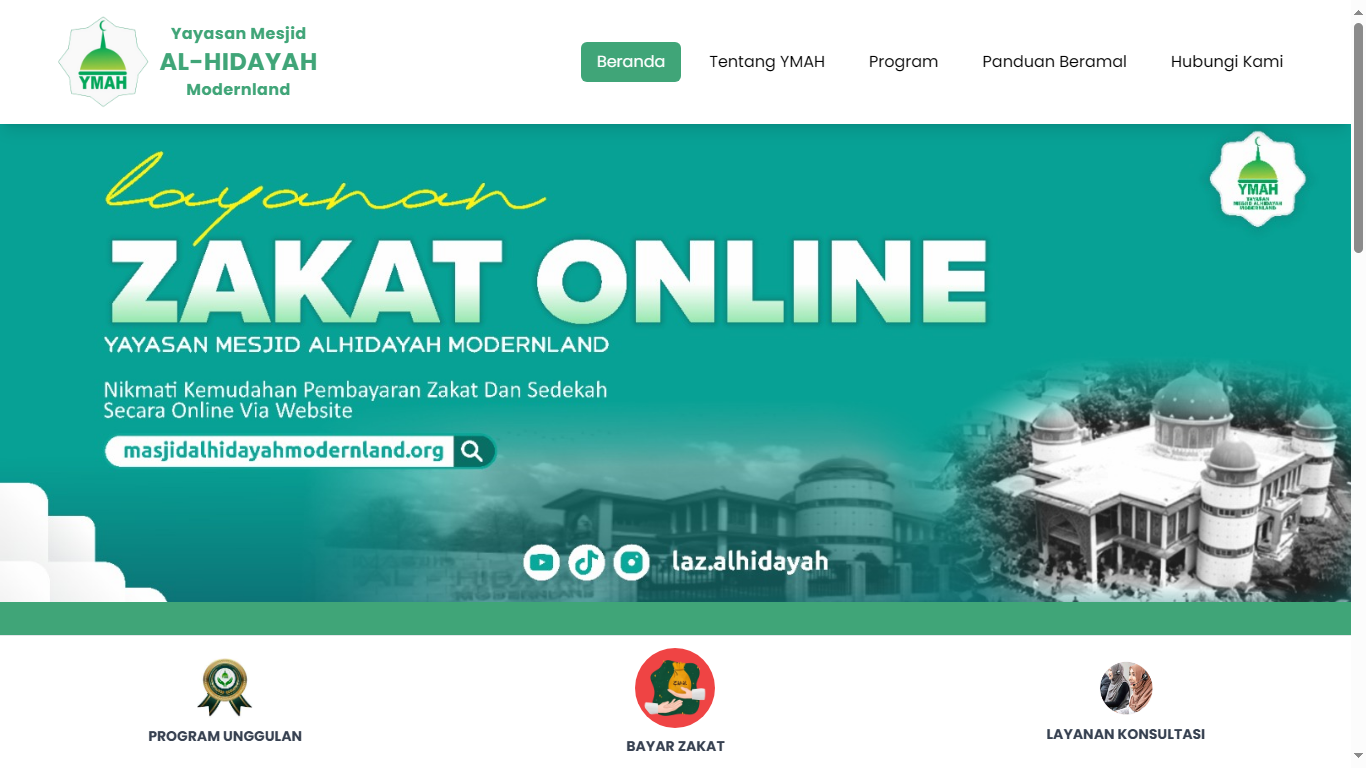 YMAH
Yayasan Mesjid
AL-HIDAYAH
Modernland
Beranda
Tentang YMAH
Program
Panduan Beramal
Hubungi Kami
layanan
ZAKAT ONLINE
YAYASAN MESJID ALHIDAYAH MODERNLAND
Nikmati Kemudahan Pembayaran Zakat Dan Sedekah
Secara Online Via Website
masjidalhidayahmodernland.org
YMAH
YAYASAN
MESJID ALHIDAYAH
MODERNLAND
laz.alhidayah
PROGRAM UNGGULAN
BAYAR ZAKAT
LAYANAN KONSULTASI